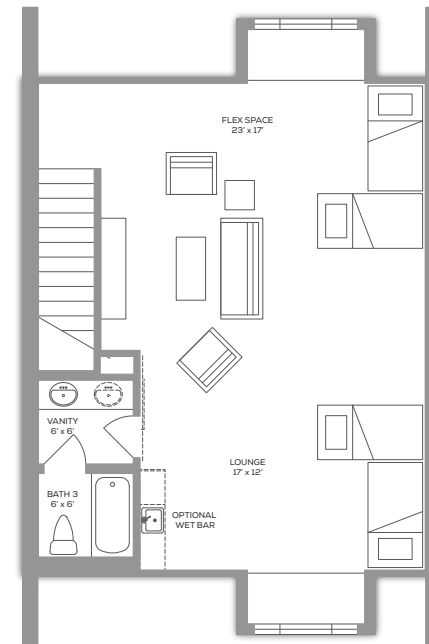 FLEX SPACE
23' x 17'
VANITY
6' x 6'
LOUNGE
17' x 12'
BATH 3
6' x 6'
OPTIONAL
WET BAR